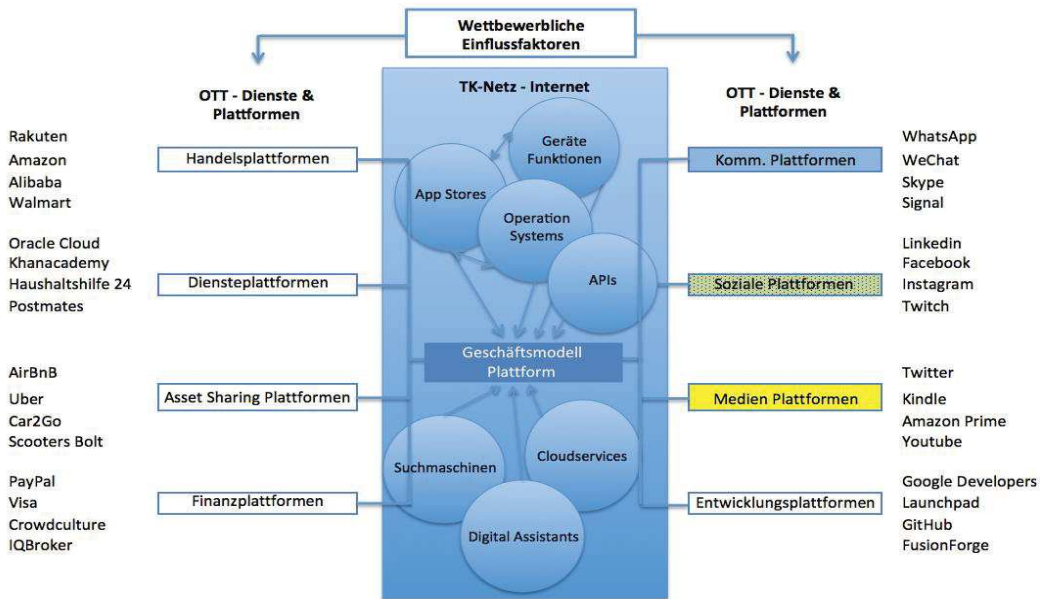 Wettbewerbliche
Einflussfaktoren
OTT - Dienste &
Plattformen
Rakuten
Amazon
Alibaba
Walmart
Handelsplattformen
Oracle Cloud
Khanacademy
Haushaltshilfe 24
Postmates
Diensteplattformen
AirBnB
Uber
Car2Go
Scooters Bolt
Asset Sharing Plattformen
PayPal
Visa
Crowdculture
IQBroker
Finanzplattformen
TK-Netz - Internet
Geräte
Funktionen
App Stores
Operation
Systems
APIs
Geschäftsmodell
Plattform
Suchmaschinen
Cloudservices
Digital Assistants
OTT - Dienste &
Plattformen
Komm. Plattformen
WhatsApp
WeChat
Skype
Signal
Soziale Plattformen
Linkedin
Facebook
Instagram
Twitch
Medien Plattformen
Twitter
Kindle
Amazon Prime
Youtube
Entwicklungsplattformen
Google Developers
Launchpad
GitHub
FusionForge